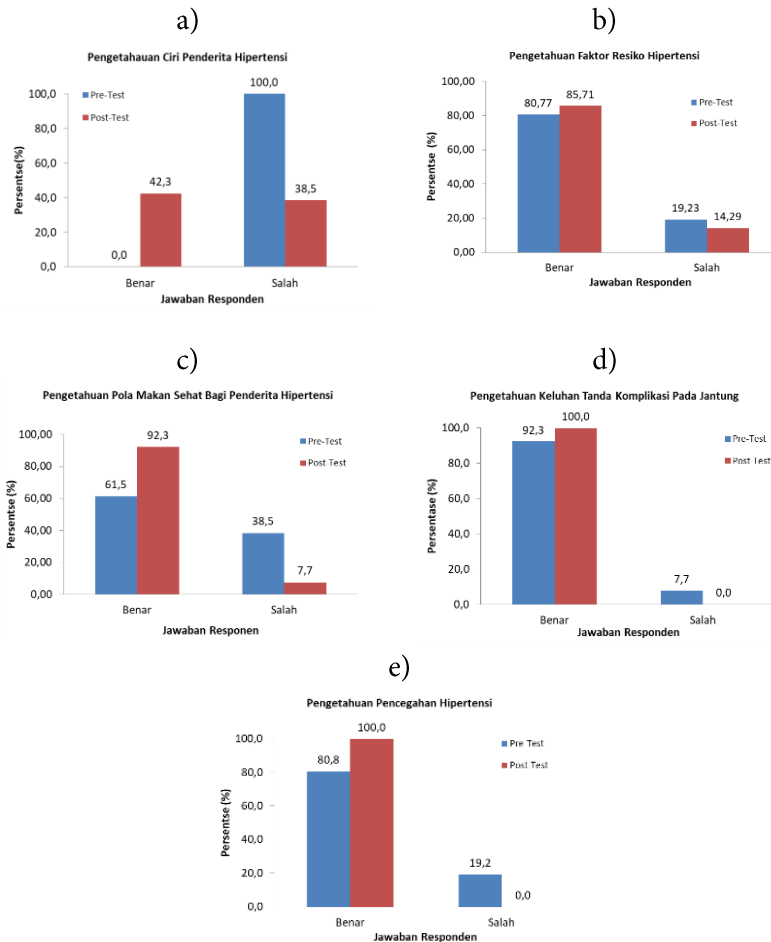 a)
Pengetahauan Ciri Penderita Hipertensi
100,0
100,0
80,0
60,0
40,0
20,0
0,0
Persentse(%)
Pre-Test
Post-Test
0,0
42,3
38,5
Benar
Salah
Jawaban Responden
b)
Pengetahuan Faktor Resiko Hipertensi
100,00
80,00
60,00
40,00
20,00
0,00
Persentse (%)
80,77
85,71
19,23
14,29
Pre-Test
Post-Test
Benar
Salah
Jawaban Responden
c)
Pengetahuan Pola Makan Sehat Bagi Penderita Hipertensi
100,00
80,00
60,00
40,00
20,00
0,00
Persentse (%)
61,5
92,3
38,5
7,7
Pre-Test
Post-Test
Benar
Salah
Jawaban Responen
d)
Pengetahuan Keluhan Tanda Komplikasi Pada Jantung
100,0
80,0
60,0
40,0
20,0
0,0
Persentase (%)
92,3
100,0
7,7
0,0
Pre-Test
Post-Test
Benar
Salah
Jawaban Responden
e)
Pengetahuan Pencegahan Hipertensi
100,0
80,0
60,0
40,0
20,0
0,0
Persentse (%)
80,8
100,0
19,2
0,0
Pre Test
Post Test
Benar
Salah
Jawaban Responden